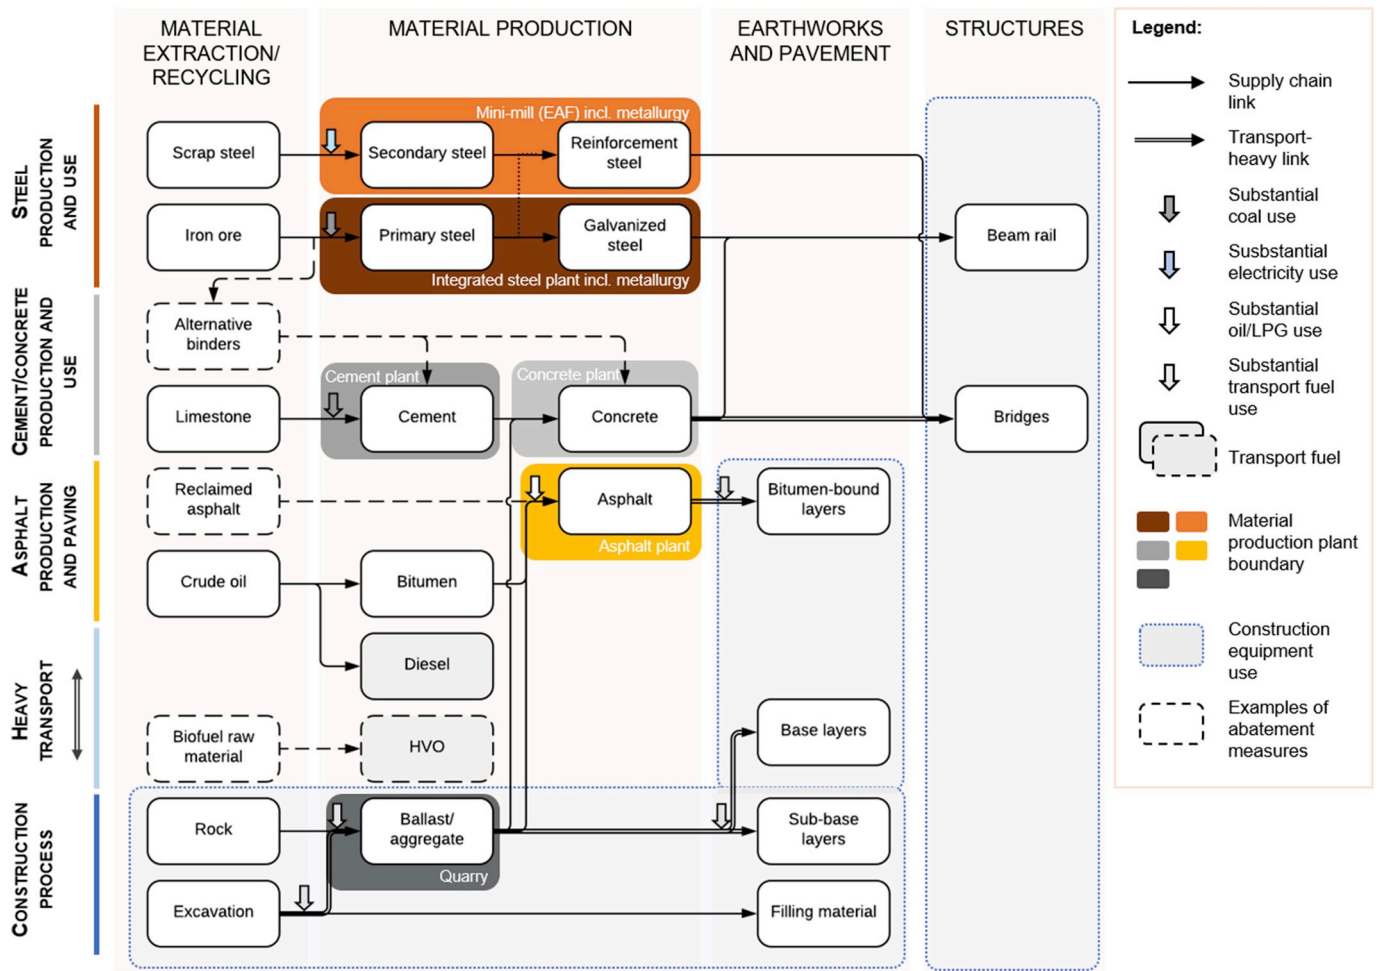 MATERIAL
EXTRACTION/
RECYCLING
MATERIAL PRODUCTION
EARTHWORKS
AND PAVEMENT
STRUCTURES
STEEL
PRODUCTION
AND USE
Mini-mill (EAF) incl. metallurgy
Scrap steel
Secondary steel
Reinforcement
steel
Iron ore
Primary steel
Galvanized
steel
Beam rail
Integrated steel plant incl. metallurgy
CEMENT/CONCRETE
PRODUCTION AND
USE
Alternative
binders
Cement plant
Concrete plant
Limestone
Cement
Concrete
Bridges
ASPHALT
PRODUCTION
AND PAVING
Reclaimed
asphalt
Asphalt
Bitumen-bound
layers
Asphalt plant
Crude oil
Bitumen
Diesel
HEAVY
TRANSPORT
Biofuel raw
material
HVO
Base layers
CONSTRUCTION
PROCESS
Rock
Ballast/
aggregate
Sub-base
layers
Quarry
Excavation
Filling material
Legend:
Supply chain
link
Transport-
heavy link
Substantial
coal use
Susbstantial
electricity use
Substantial
oil/LPG use
Substantial
transport fuel
use
Transport fuel
Material
production plant
boundary
Construction
equipment
use
Examples of
abatement
measures